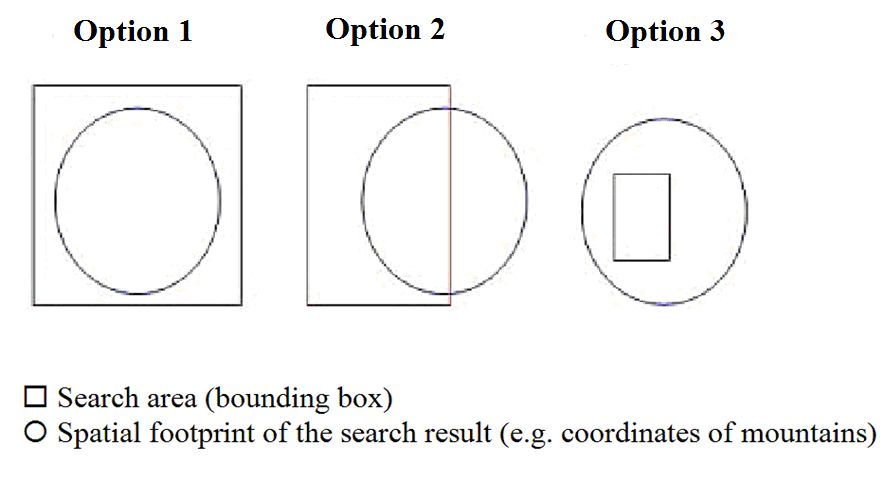 Option 1 Option 2 Option 3
Search area (bounding box)
Spatial footprint of the search result (e.g. coordinates of mountains)